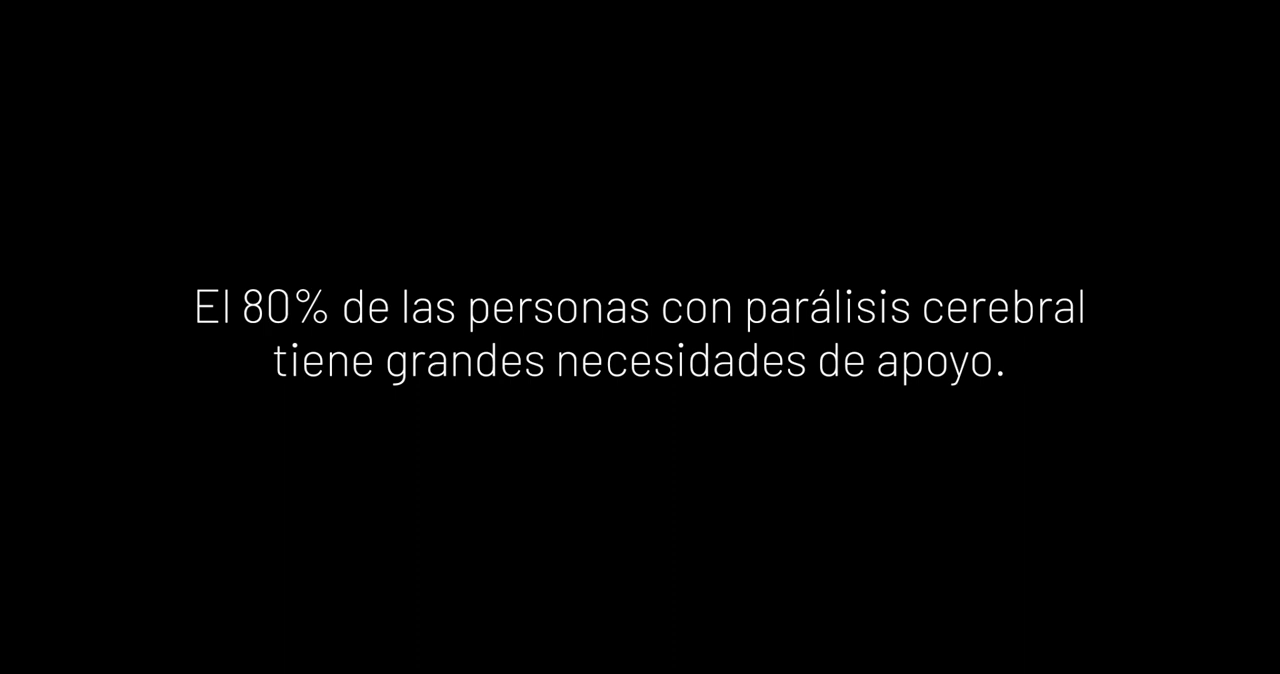 El 80% de las personas con parálisis cerebral
tiene grandes necesidades de apoyo.